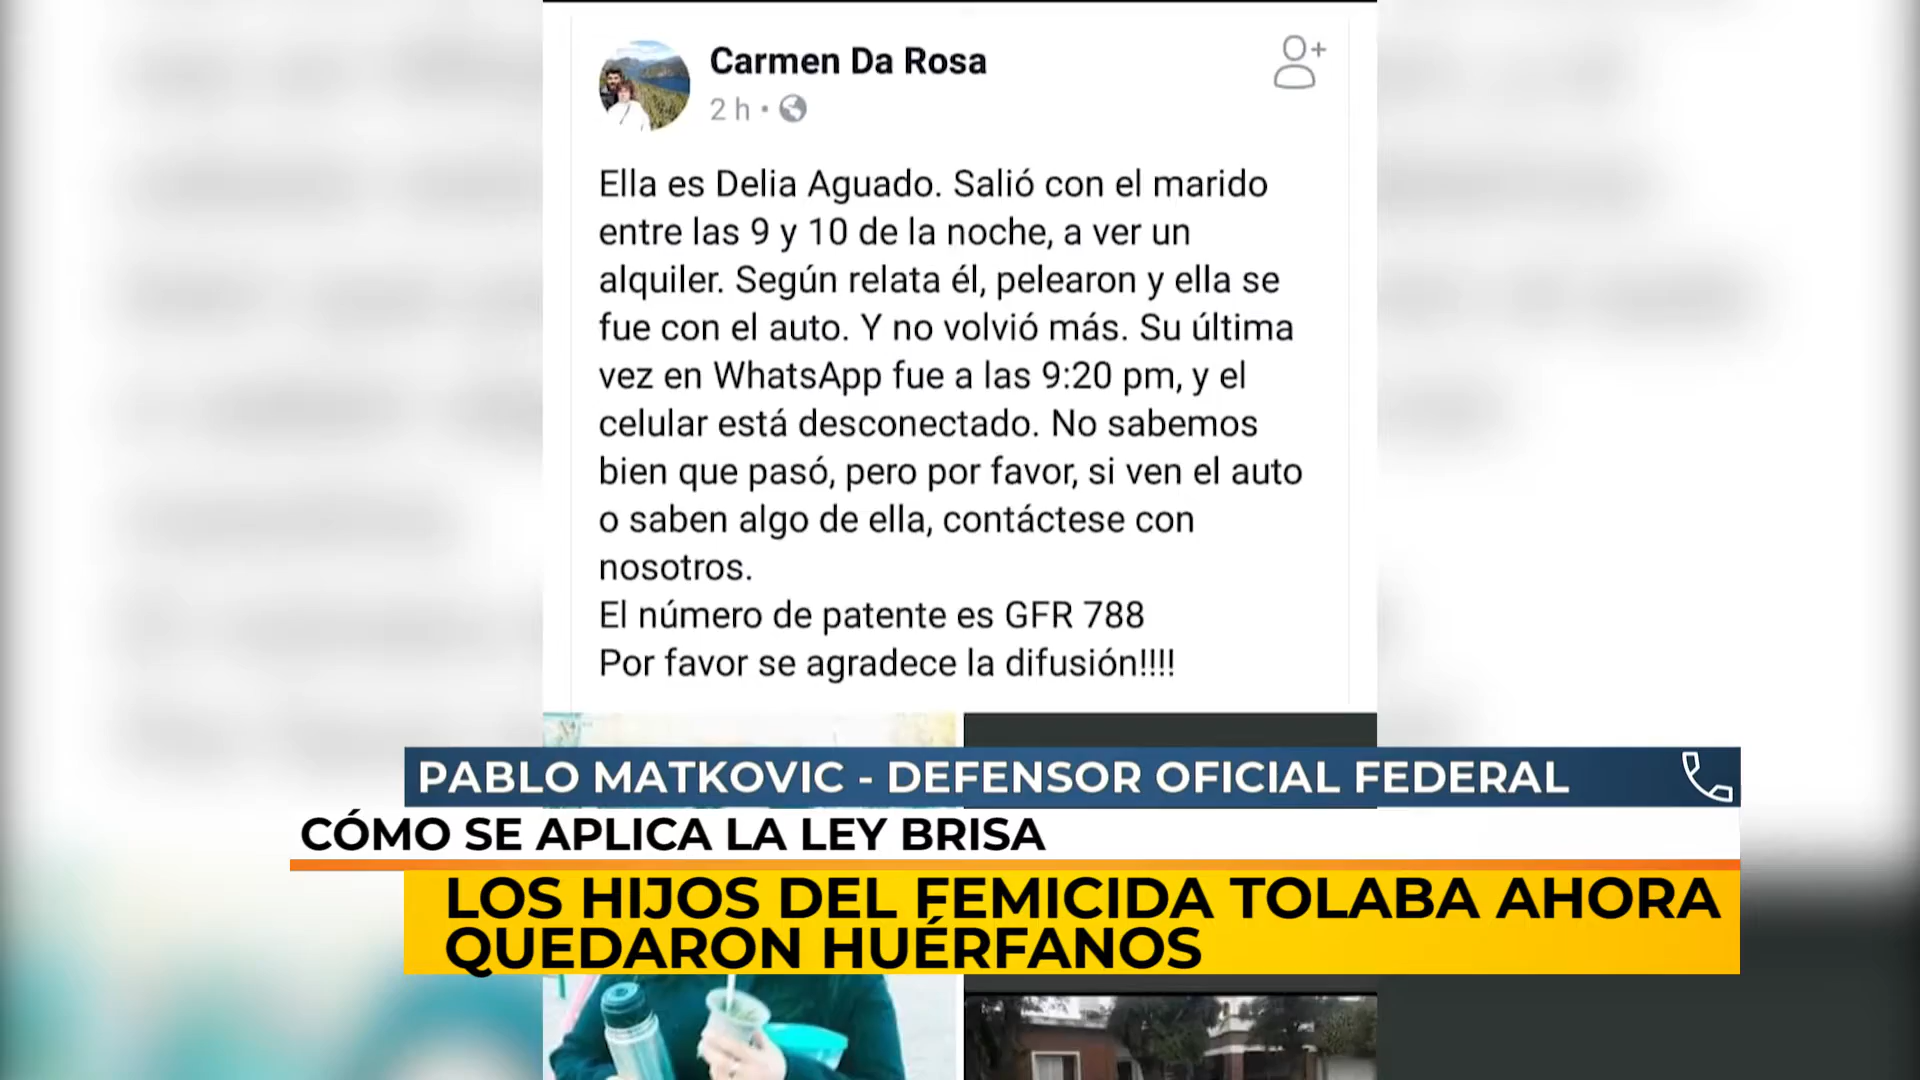 Carmen Da Rosa
2 h •
Ella es Delia Aguado. Salió con el marido
entre las 9 y 10 de la noche, a ver un
alquiler. Según relata él, pelearon y ella se
fue con el auto. Y no volvió más. Su última
vez en WhatsApp fue a las 9:20 pm, y el
celular está desconectado. No sabemos
bien que pasó, pero por favor, si ven el auto
o saben algo de ella, contáctese con
nosotros.
El número de patente es GFR 788
Por favor se agradece la difusión!!!!
PABLO MATKOVIC - DEFENSOR OFICIAL FEDERAL
CÓMO SE APLICA LA LEY BRISA
LOS HIJOS DEL FEMICIDA TOLABA AHORA
QUEDARON HUÉRFANOS